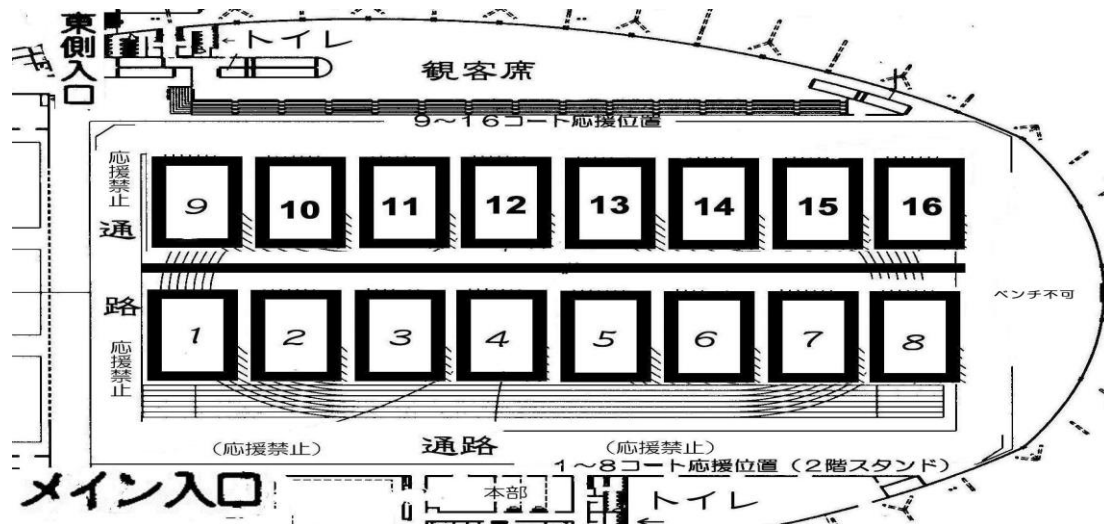 東側入口
←トイレ
観客席
9～16コート応援位置
応援禁止
9
10
11
12
13
14
15
16
通路
ベンチ不可
1
2
3
4
5
6
7
8
応援禁止
(応援禁止)
通路
(応援禁止)
1～8コート応援位置(2階スタンド)
メイン入口
本部
トイレ
←